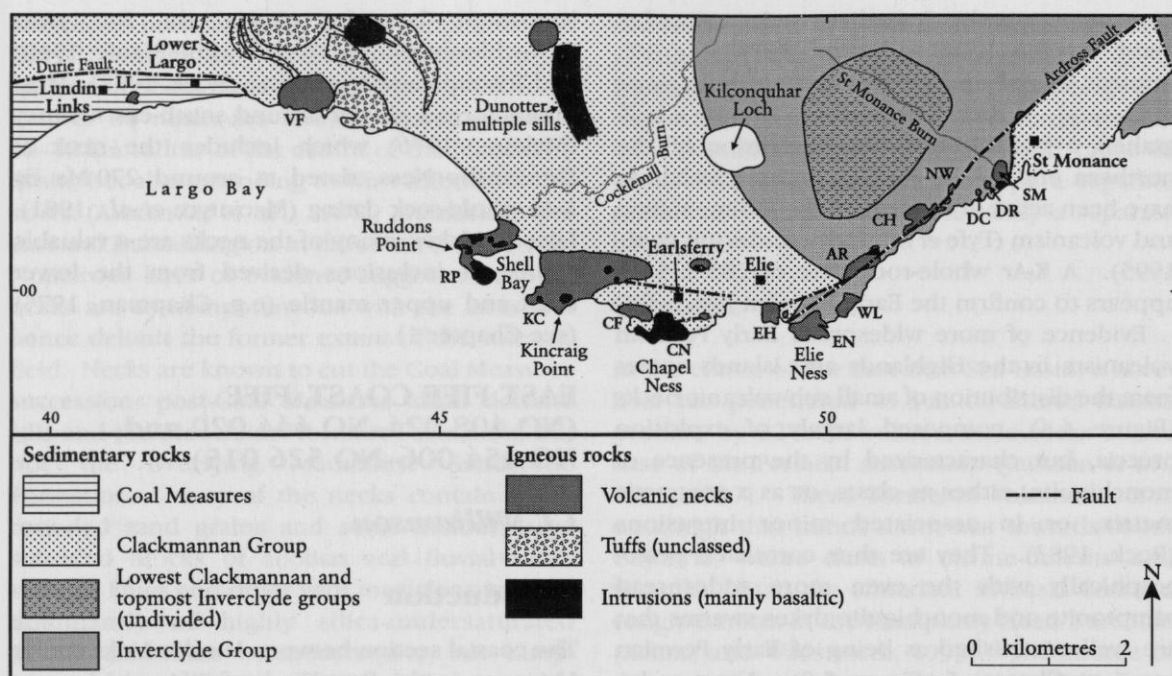 Lower
Largo
Durie Fault
LL
Lundin
Links
VF
Largo Bay
Dunotter
multiple sills
Cocklemill
Burn
Kilconquhar
Loch
St Monance Burn
Ardross Fault
St Monance
NW
SM
DR
DC
CH
AR
WL
EN
Elie
Ness
EH
Elie
Earlsferry
CN
Chapel
Ness
CF
KC
Kincraig
Point
Shell
Bay
RP
Ruddons
Point
00
40
45
50
Sedimentary rocks
Coal Measures
Clackmannan Group
Lowest Clackmannan and
topmost Inverclyde groups
(undivided)
Inverclyde Group
Igneous rocks
Volcanic necks
Tuffs (unclassed)
Intrusions (mainly basaltic)
Fault
N
0 kilometres 2